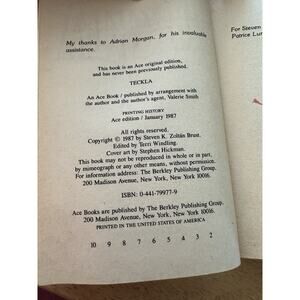 My thanks to Adrian Morgan, for his invaluable
assistance.
This book is an Ace original edition,
and has never been previously published.
TECKLA
An Ace Book / published by arrangement with
the author and the author's agent, Valerie Smith
PRINTING HISTORY
Ace edition / January 1987
All rights reserved.
Copyright © 1987 by Steven K. Zoltán Brust.
Edited by Terri Windling.
Cover art by Stephen Hickman.
This book may not be reproduced in whole or in part,
by mimeograph or any other means, without permission.
For information address: The Berkley Publishing Group,
200 Madison Avenue, New York, New York 10016.
ISBN: 0-441-79977-9
Ace Books are published by The Berkley Publishing Group,
200 Madison Avenue, New York, New York 10016.
PRINTED IN THE UNITED STATES OF AMERICA
10 9 8 7 6 5 4 3 2
For Steven
Patrice Lur